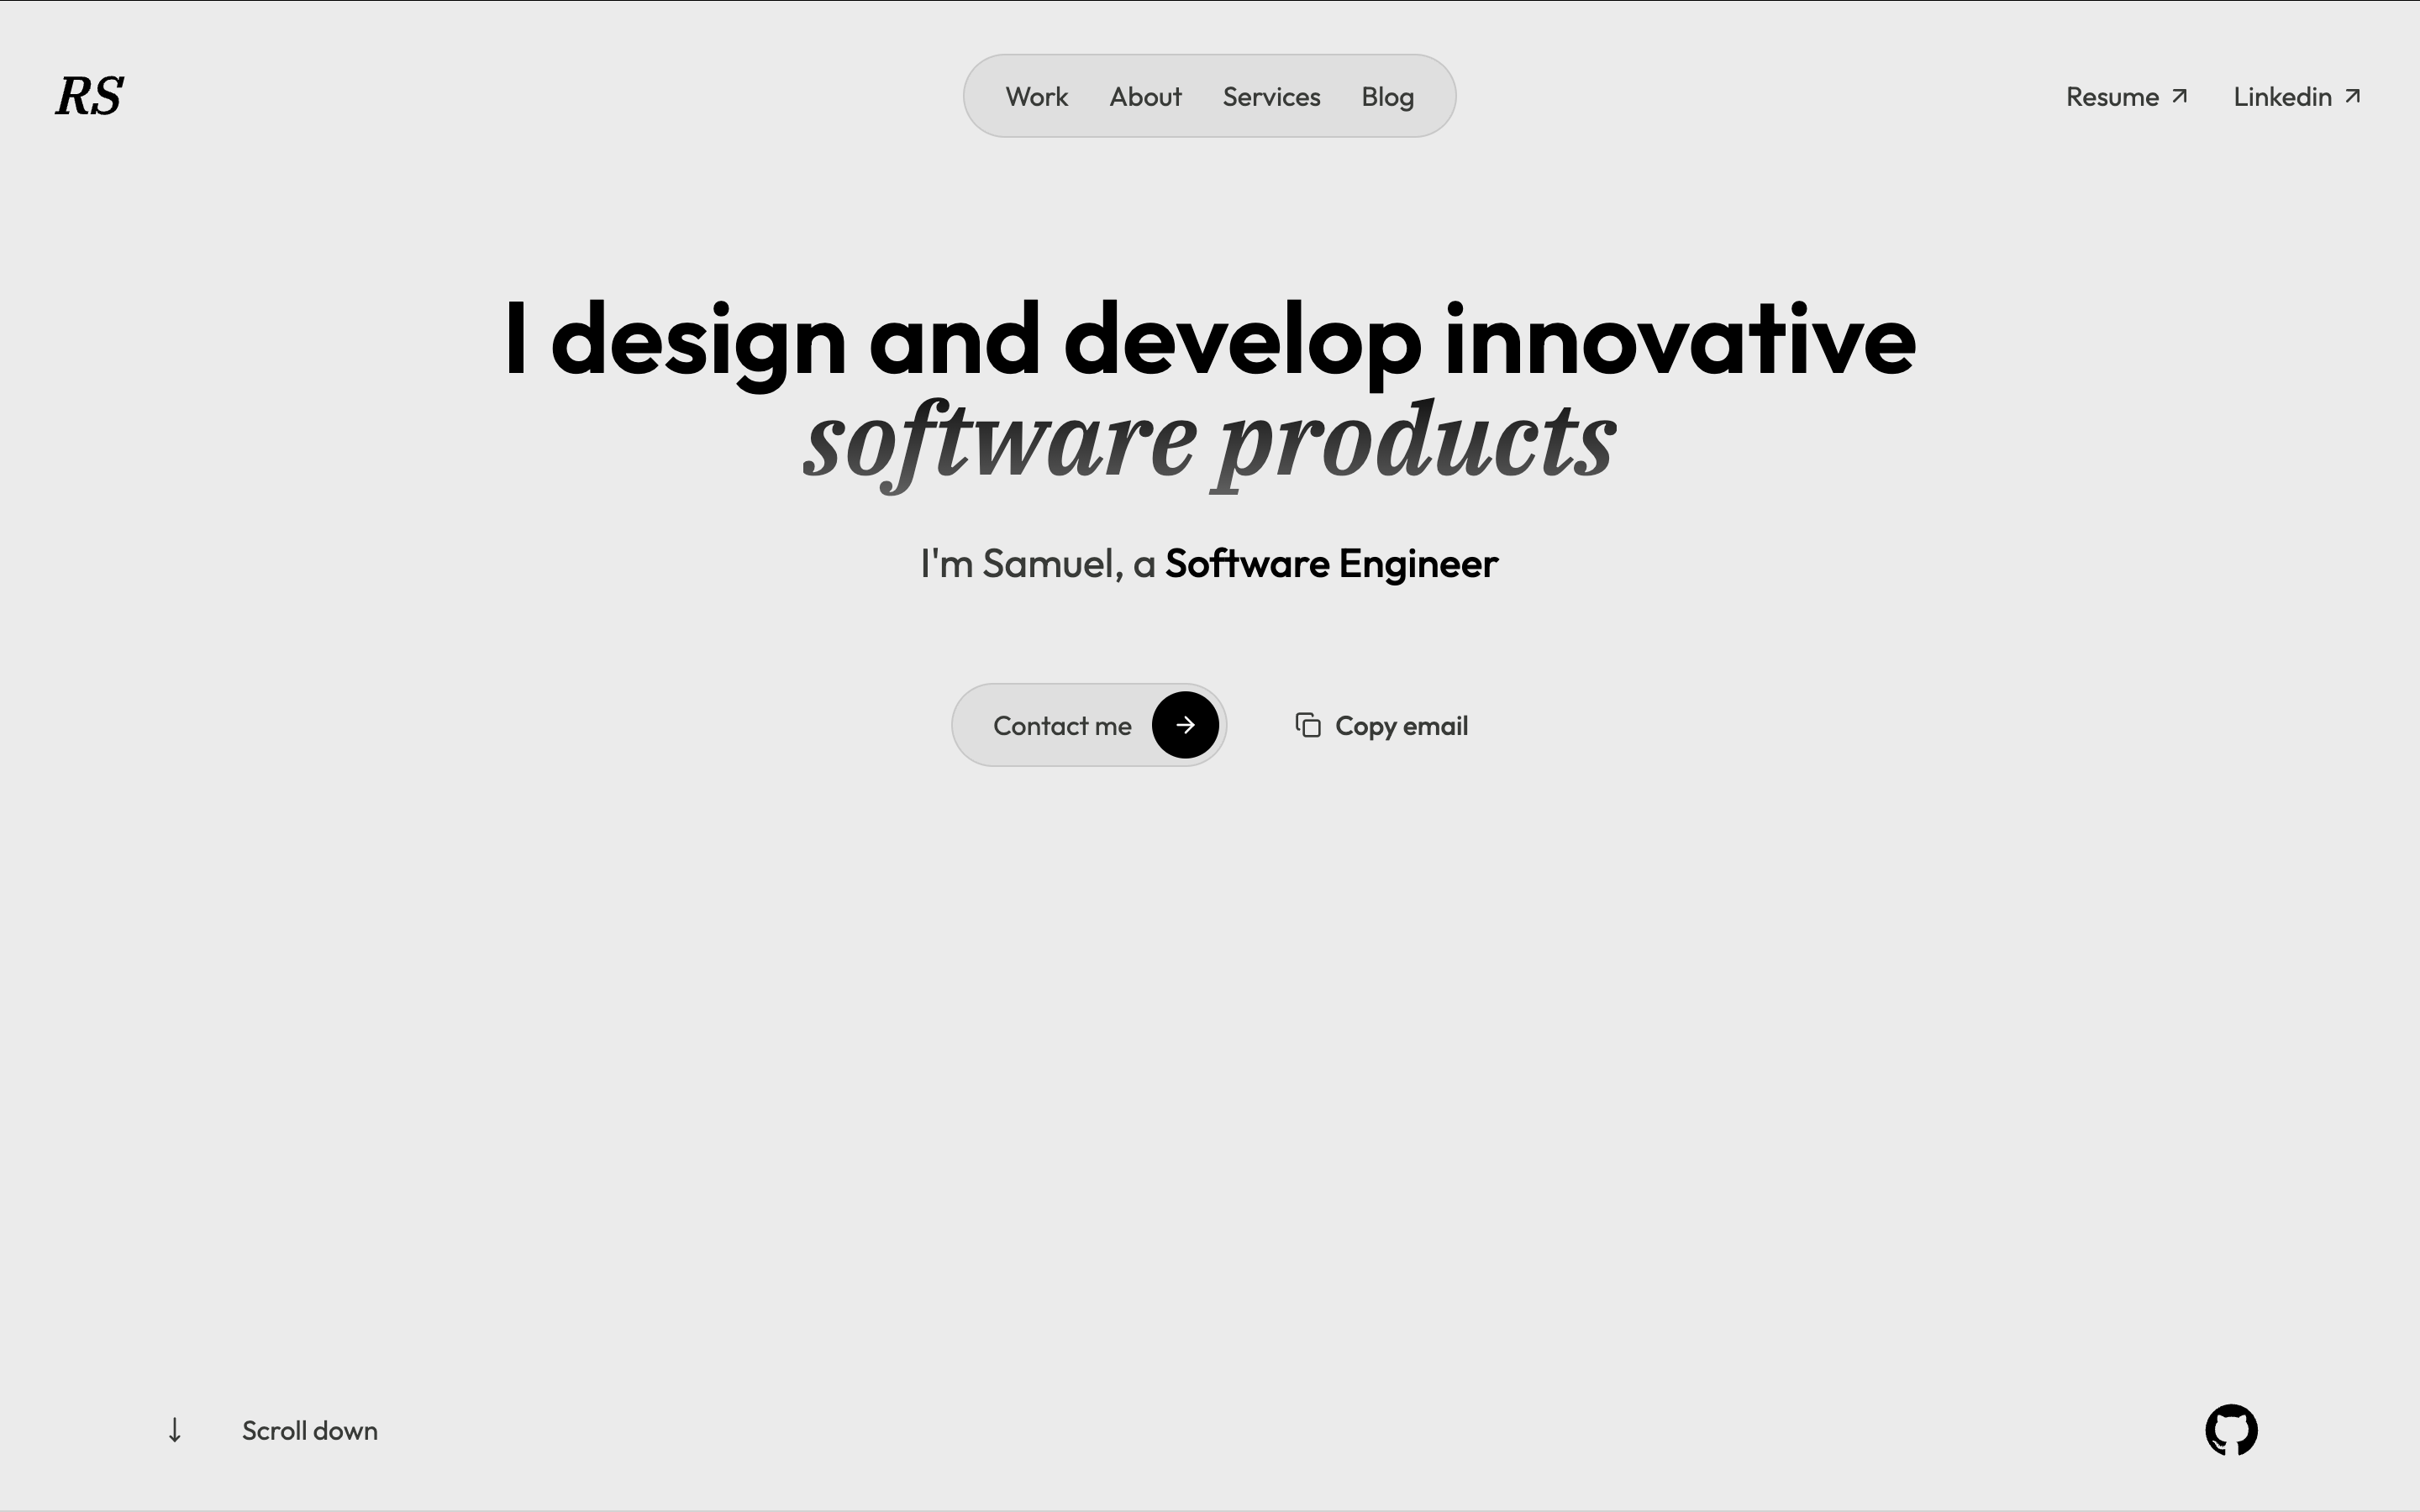 RS
Work About Services Blog
Resume Linkedin
I design and develop innovative
software products
I'm Samuel, a Software Engineer
Contact me
Copy email
Scroll down